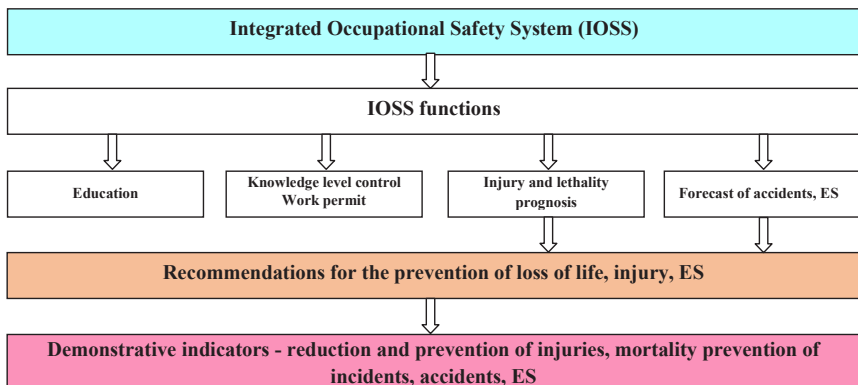 Integrated Occupational Safety System (IOSS)
IOSS functions
Education
Knowledge level control
Work permit
Injury and lethality
prognosis
Forecast of accidents, ES
Recommendations for the prevention of loss of life, injury, ES
Demonstrative indicators - reduction and prevention of injuries, mortality prevention of
incidents, accidents, ES